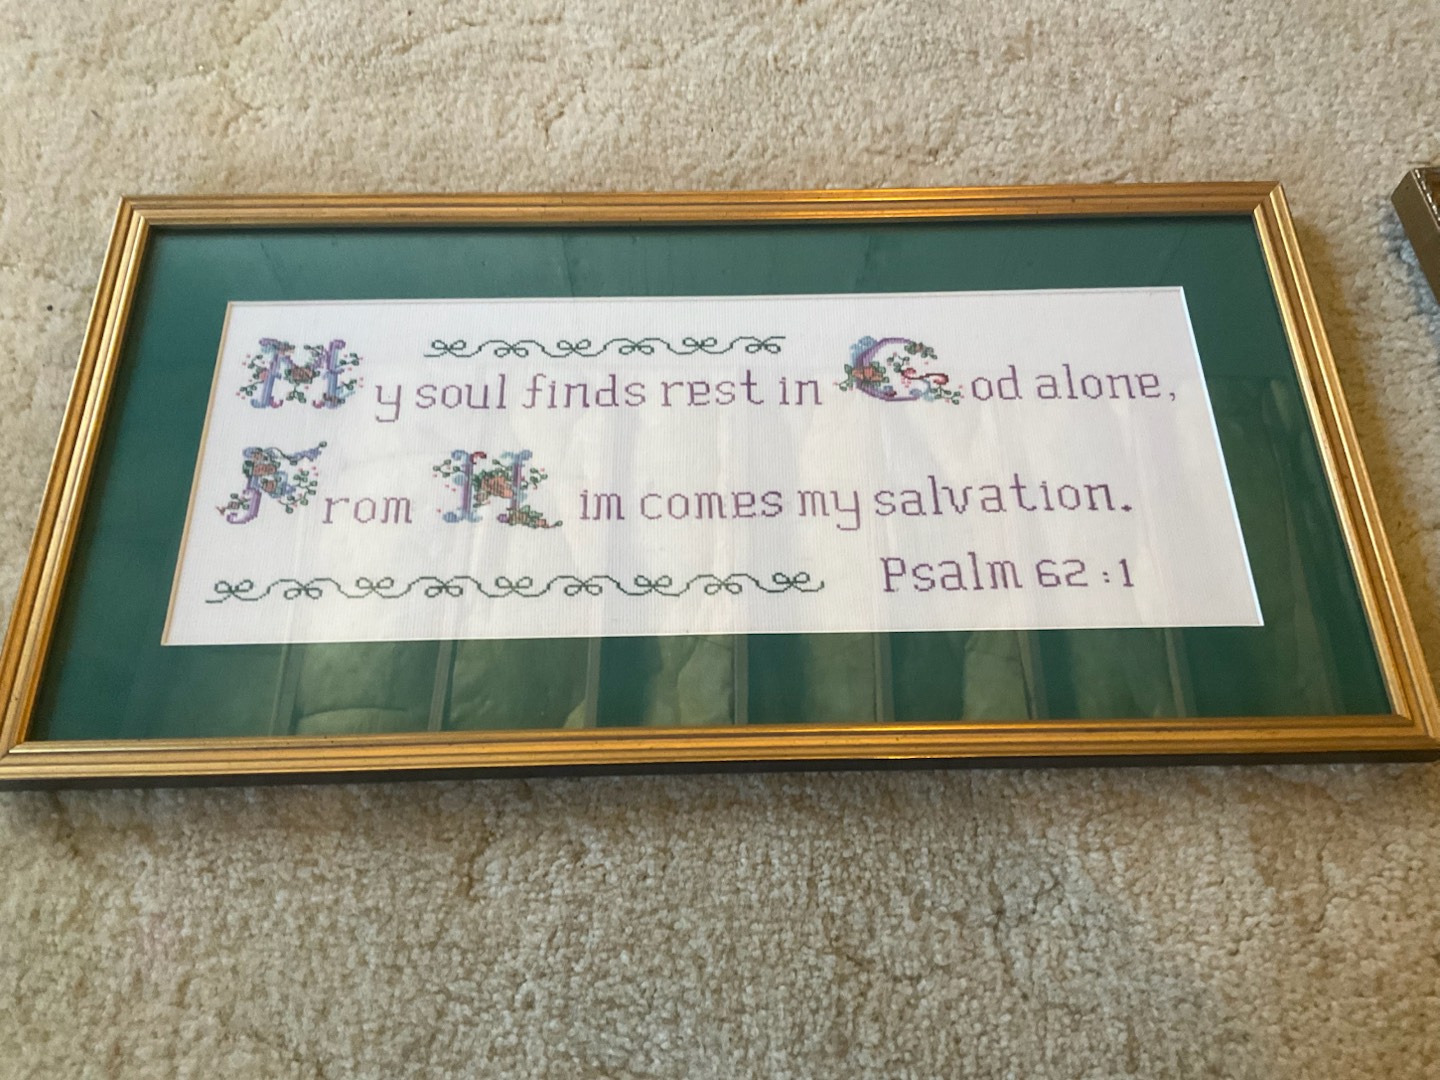 My soul finds rest in God alone,
From Him comes my salvation.
Psalm 62:1